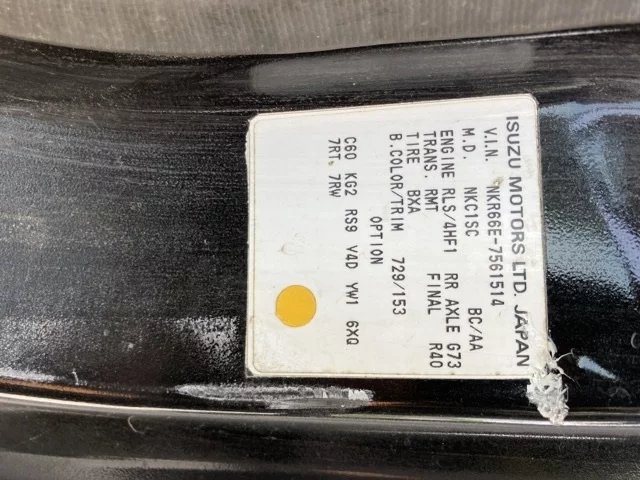 ISUZU MOTORS LTD. JAPAN
V.I.N. NKR66E-7561514
M.D. NKC1SC BC/AA
ENGINE RLS/4HF1 RR AXLE G73
TRANS. RMT FINAL R40
TIRE BXA
B.COLOR/TRIM 729/153
OPTION
C60 KG2 RS9 V4D YW1 6XQ
7RT, 7RW